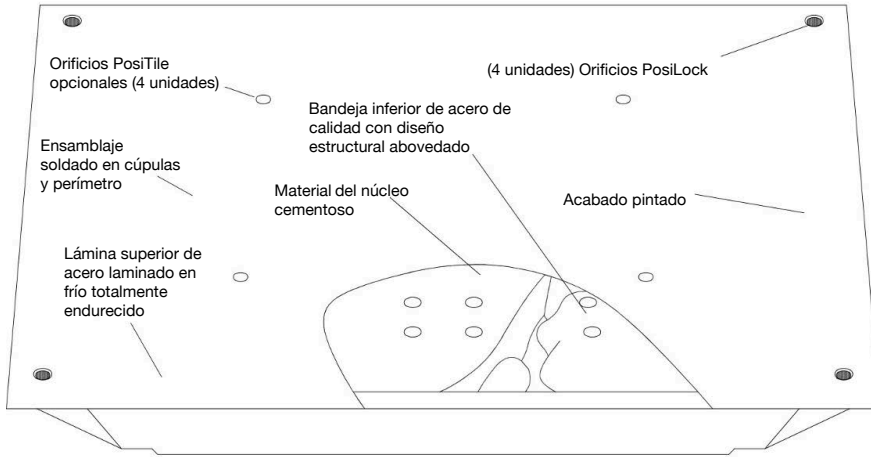 Orificios PosiTile
opcionales (4 unidades)
(4 unidades) Orificios PosiLock
Bandeja inferior de acero de
calidad con diseño
estructural abovedado
Ensamblaje
soldado en cúpulas
y perímetro
Material del núcleo
cementoso
Acabado pintado
Lámina superior de
acero laminado en
frío totalmente
endurecido